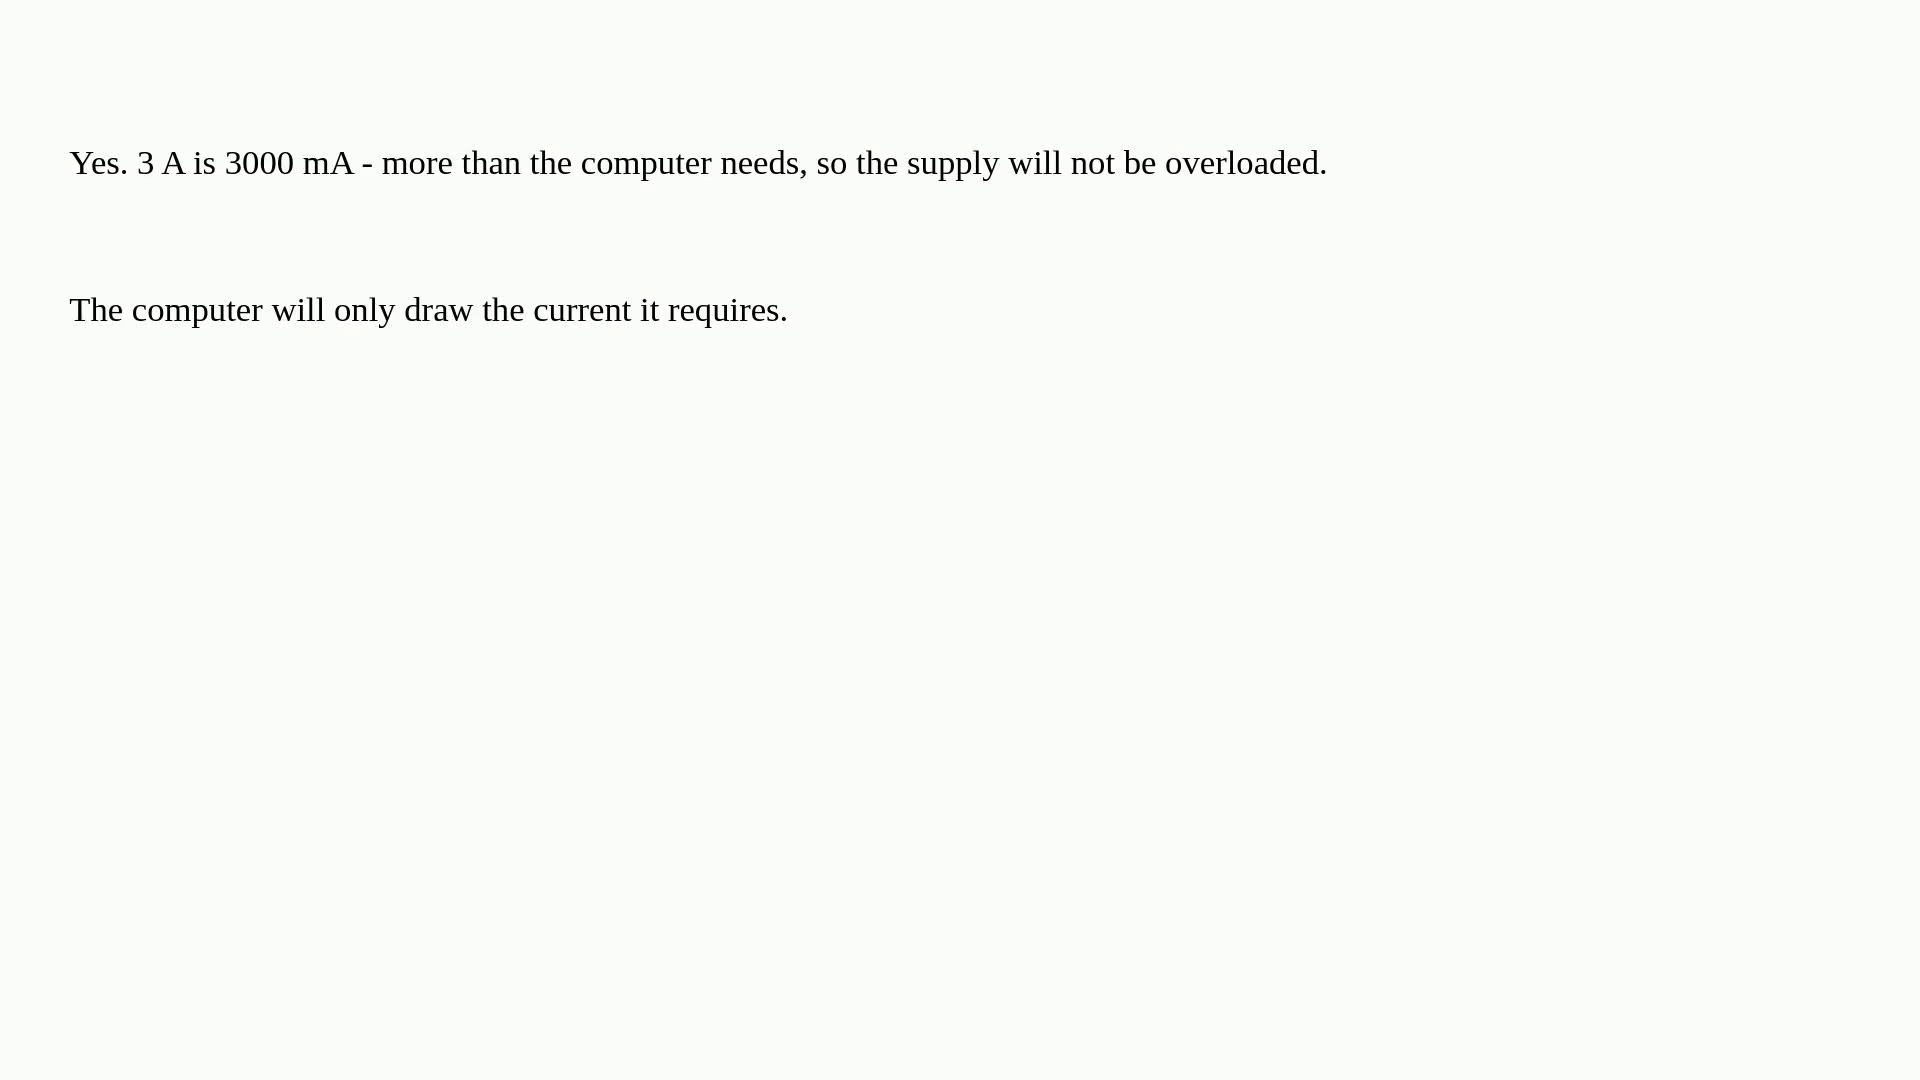 Yes. 3 A is 3000 mA - more than the computer needs, so the supply will not be overloaded.
The computer will only draw the current it requires.